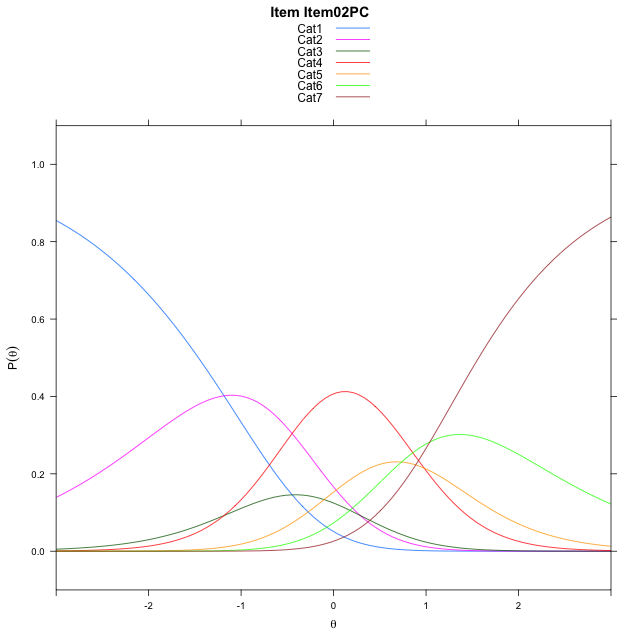 Item Item02PC
Cat1
Cat2
Cat3
Cat4
Cat5
Cat6
Cat7
1.0
0.8
0.6
0.4
0.2
0.0
P(θ)
-2
-1
0
1
2
θ